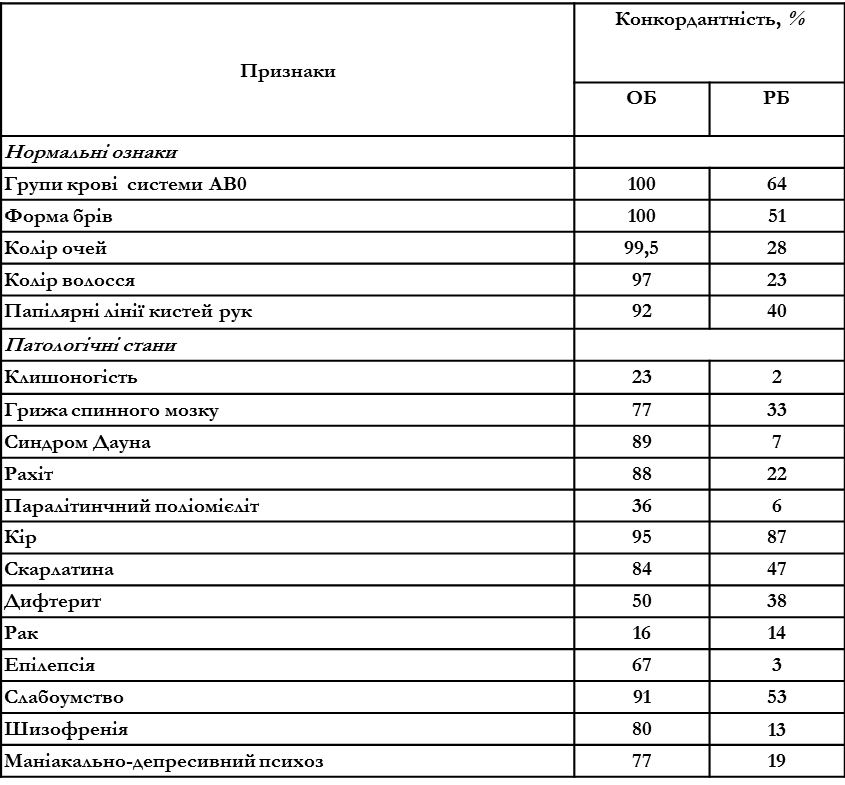 Конкордантність, %
Признаки
ОБ РБ
Нормальні ознаки
Групи крові системи АВ0 100 64
Форма брів 100 51
Колір очей 99,5 28
Колір волосся 97 23
Папілярні лінії кистей рук 92 40
Патологічні стани
Клишоногість 23 2
Грижа спинного мозку 77 33
Синдром Дауна 89 7
Рахіт 88 22
Паралітинчний поліомієліт 36 6
Кір 95 87
Скарлатина 84 47
Дифтерит 50 38
Рак 16 14
Епілепсія 67 3
Слабоумство 91 53
Шизофренія 80 13
Маніакально-депресивний психоз 77 19